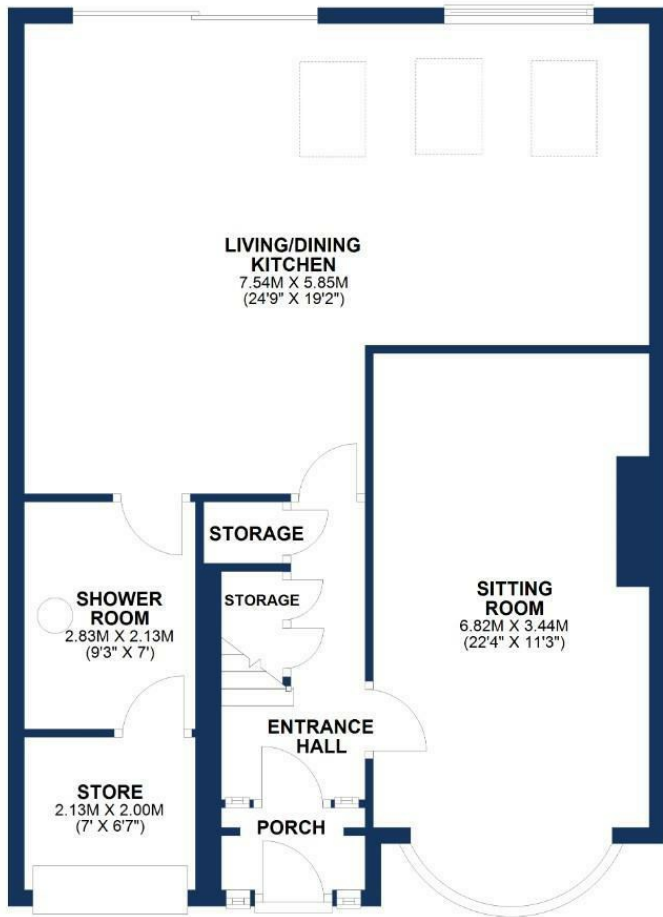 LIVING/DINING
KITCHEN
7.54M X 5.85M
(24'9" X 19'2")
STORAGE
STORAGE
SHOWER
ROOM
2.83M X 2.13M
(9'3" X 7')
SITTING
ROOM
6.82M X 3.44M
(22'4" X 11'3")
ENTRANCE
HALL
STORE
2.13M X 2.00M
(7' X 6'7")
PORCH